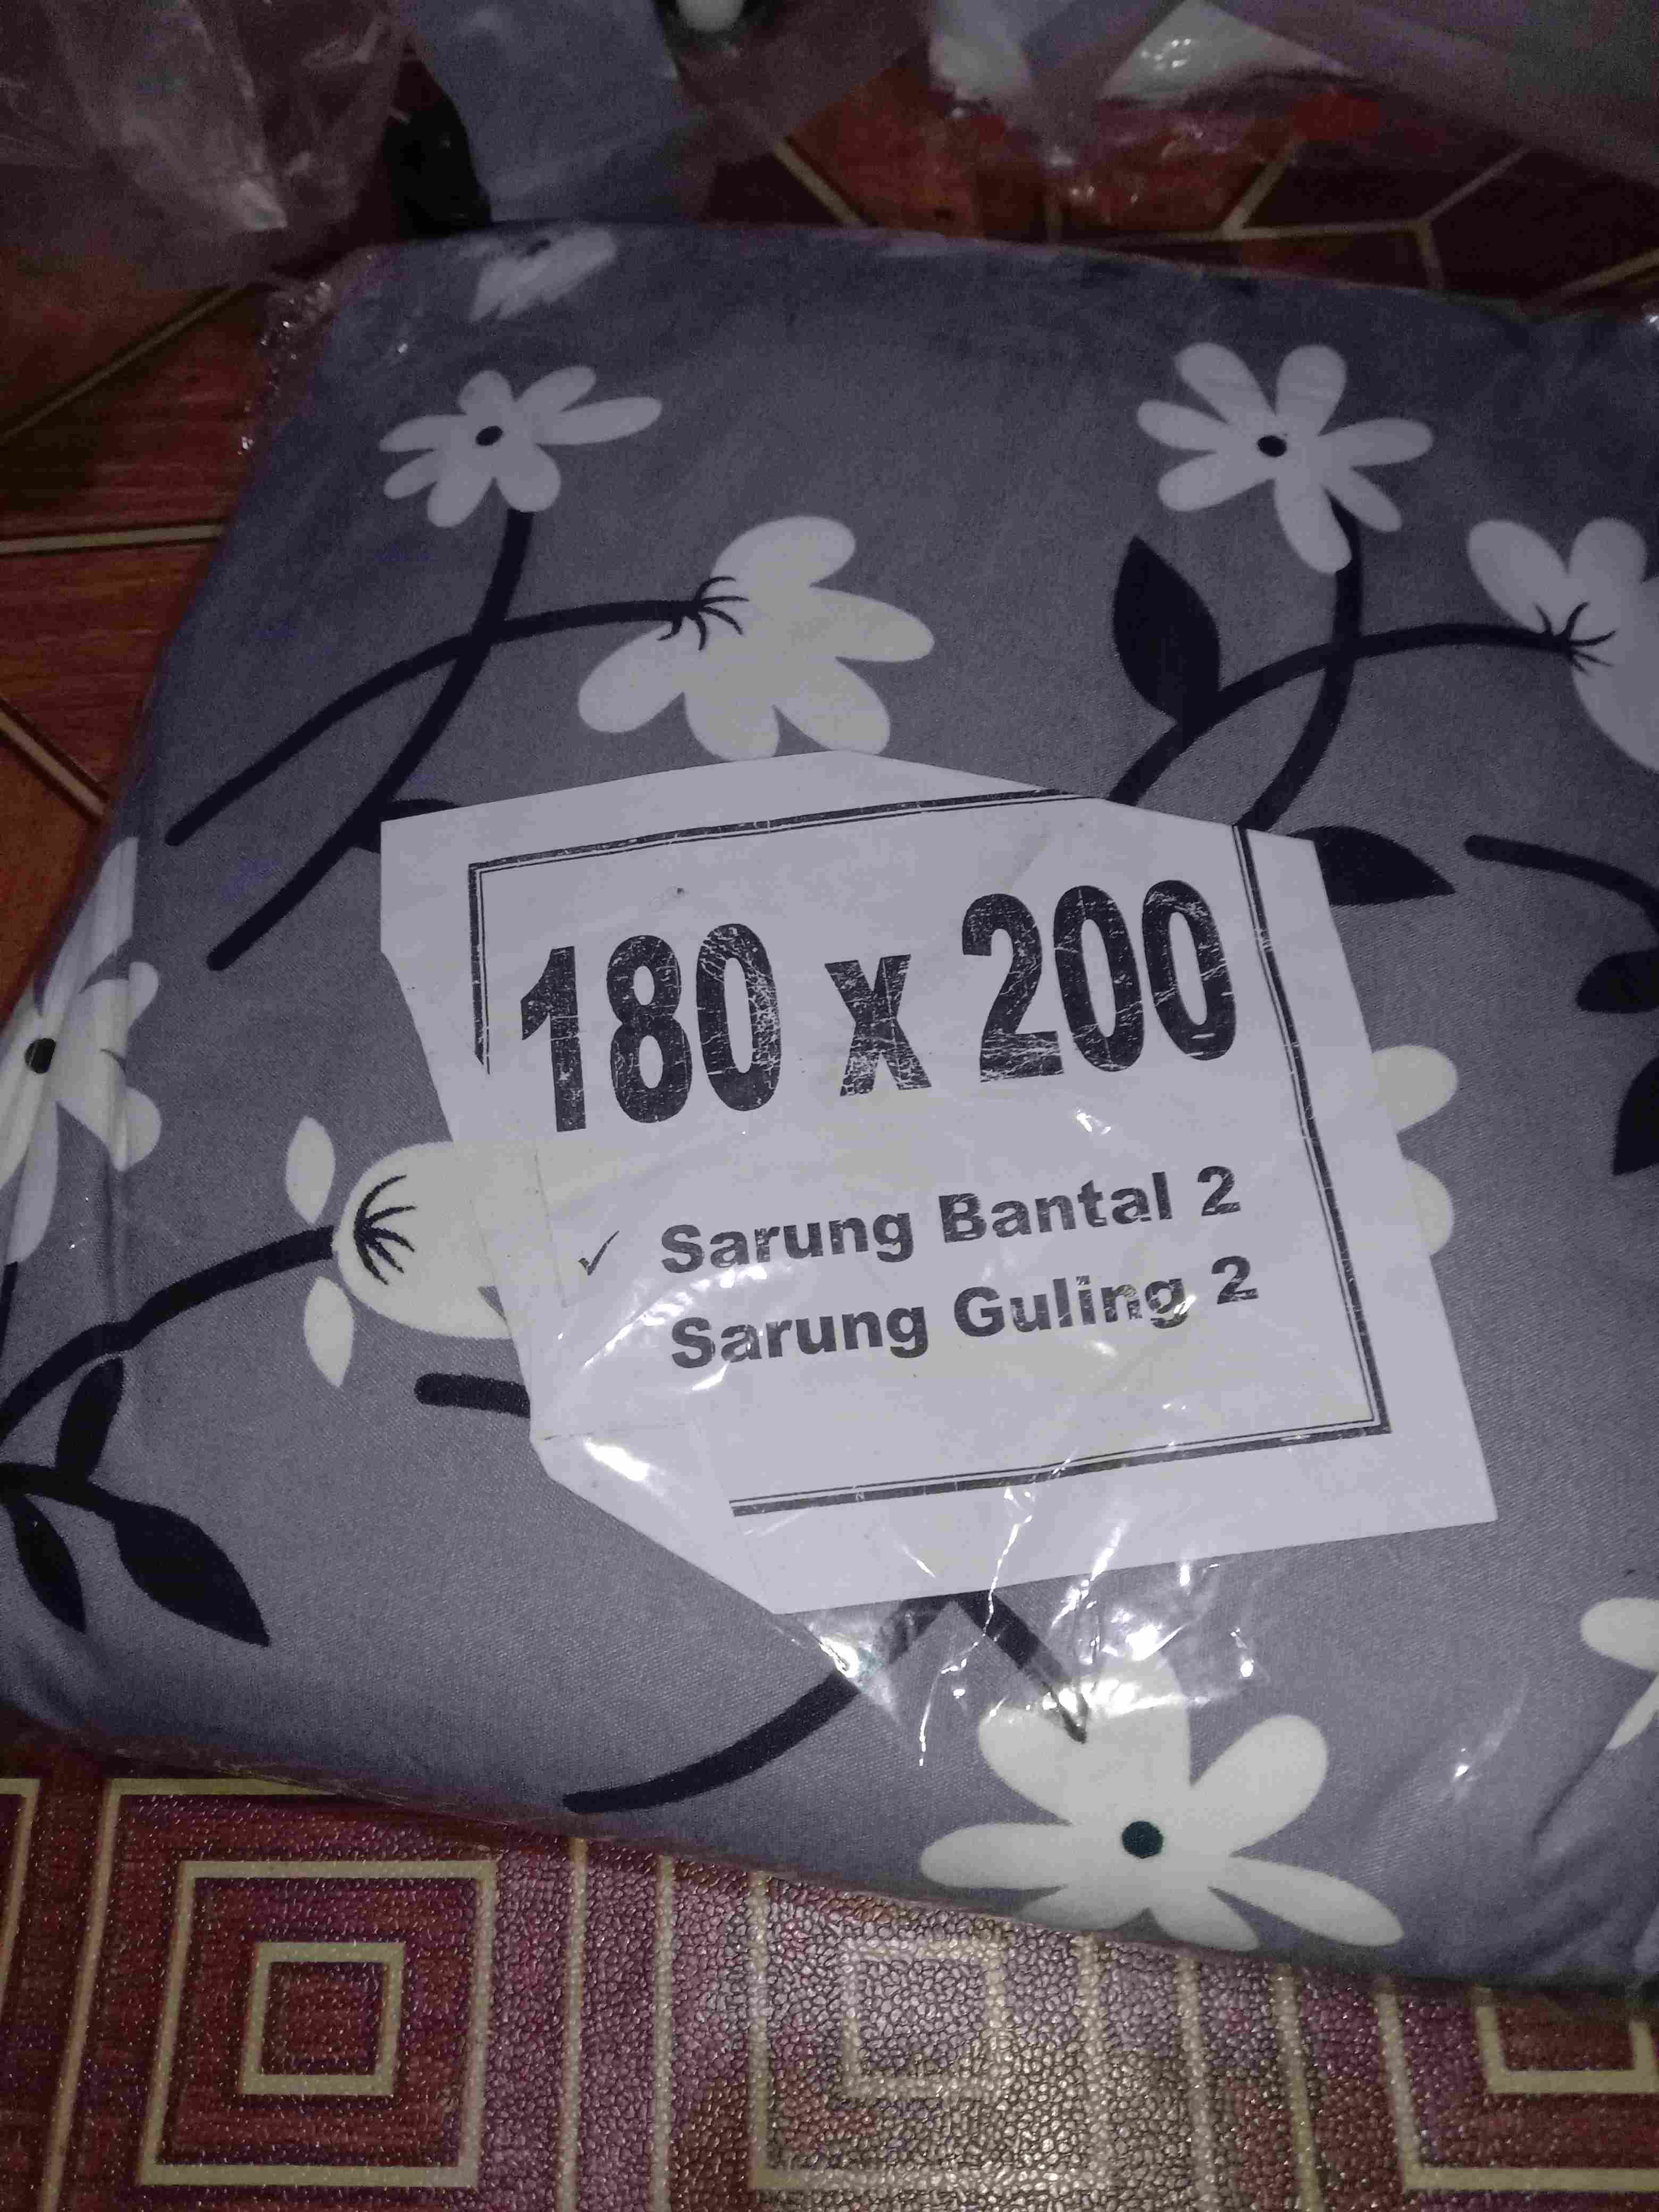 180 x 200
✓ Sarung Bantal 2
Sarung Guling 2